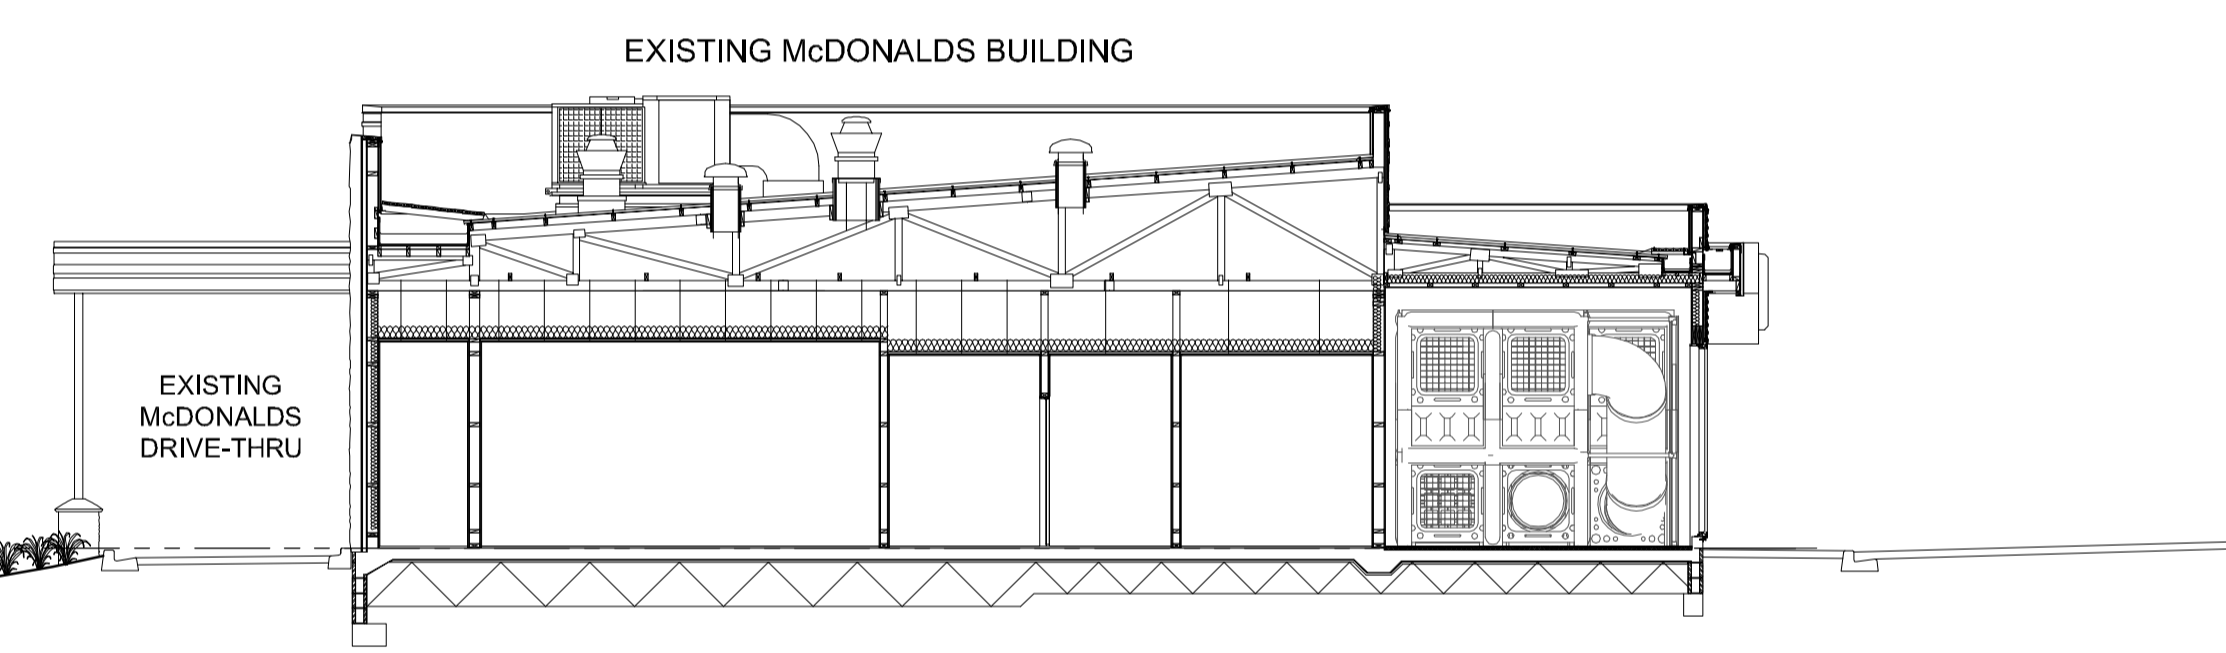 EXISTING McDONALDS BUILDING
EXISTING
McDONALDS
DRIVE-THRU